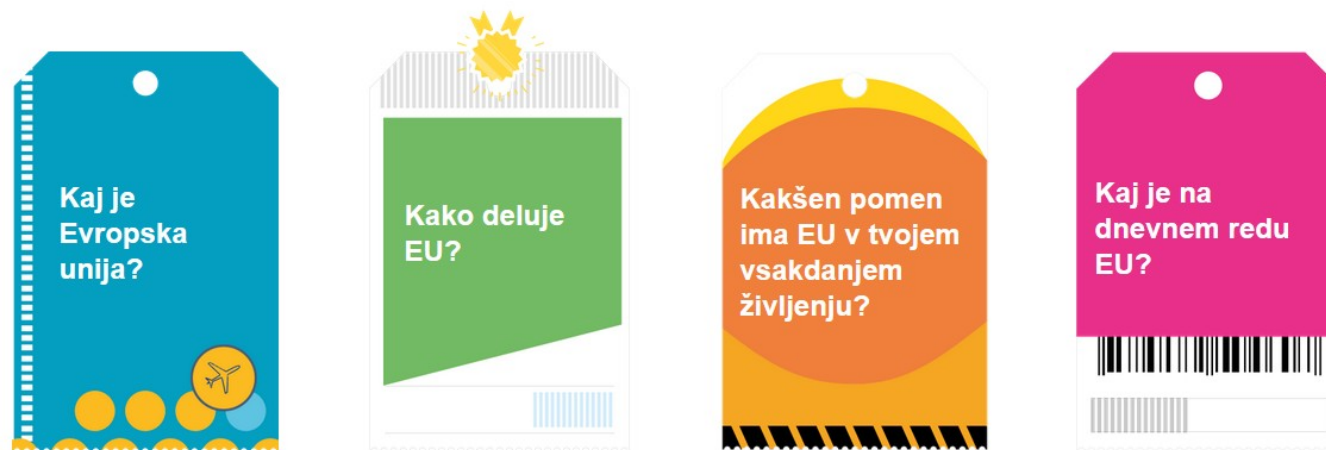 Kaj je
Evropska
unija?
Kako deluje
EU?
Kakšen pomen
ima EU v tvojem
vsakdanjem
življenju?
Kaj je na
dnevnem redu
EU?